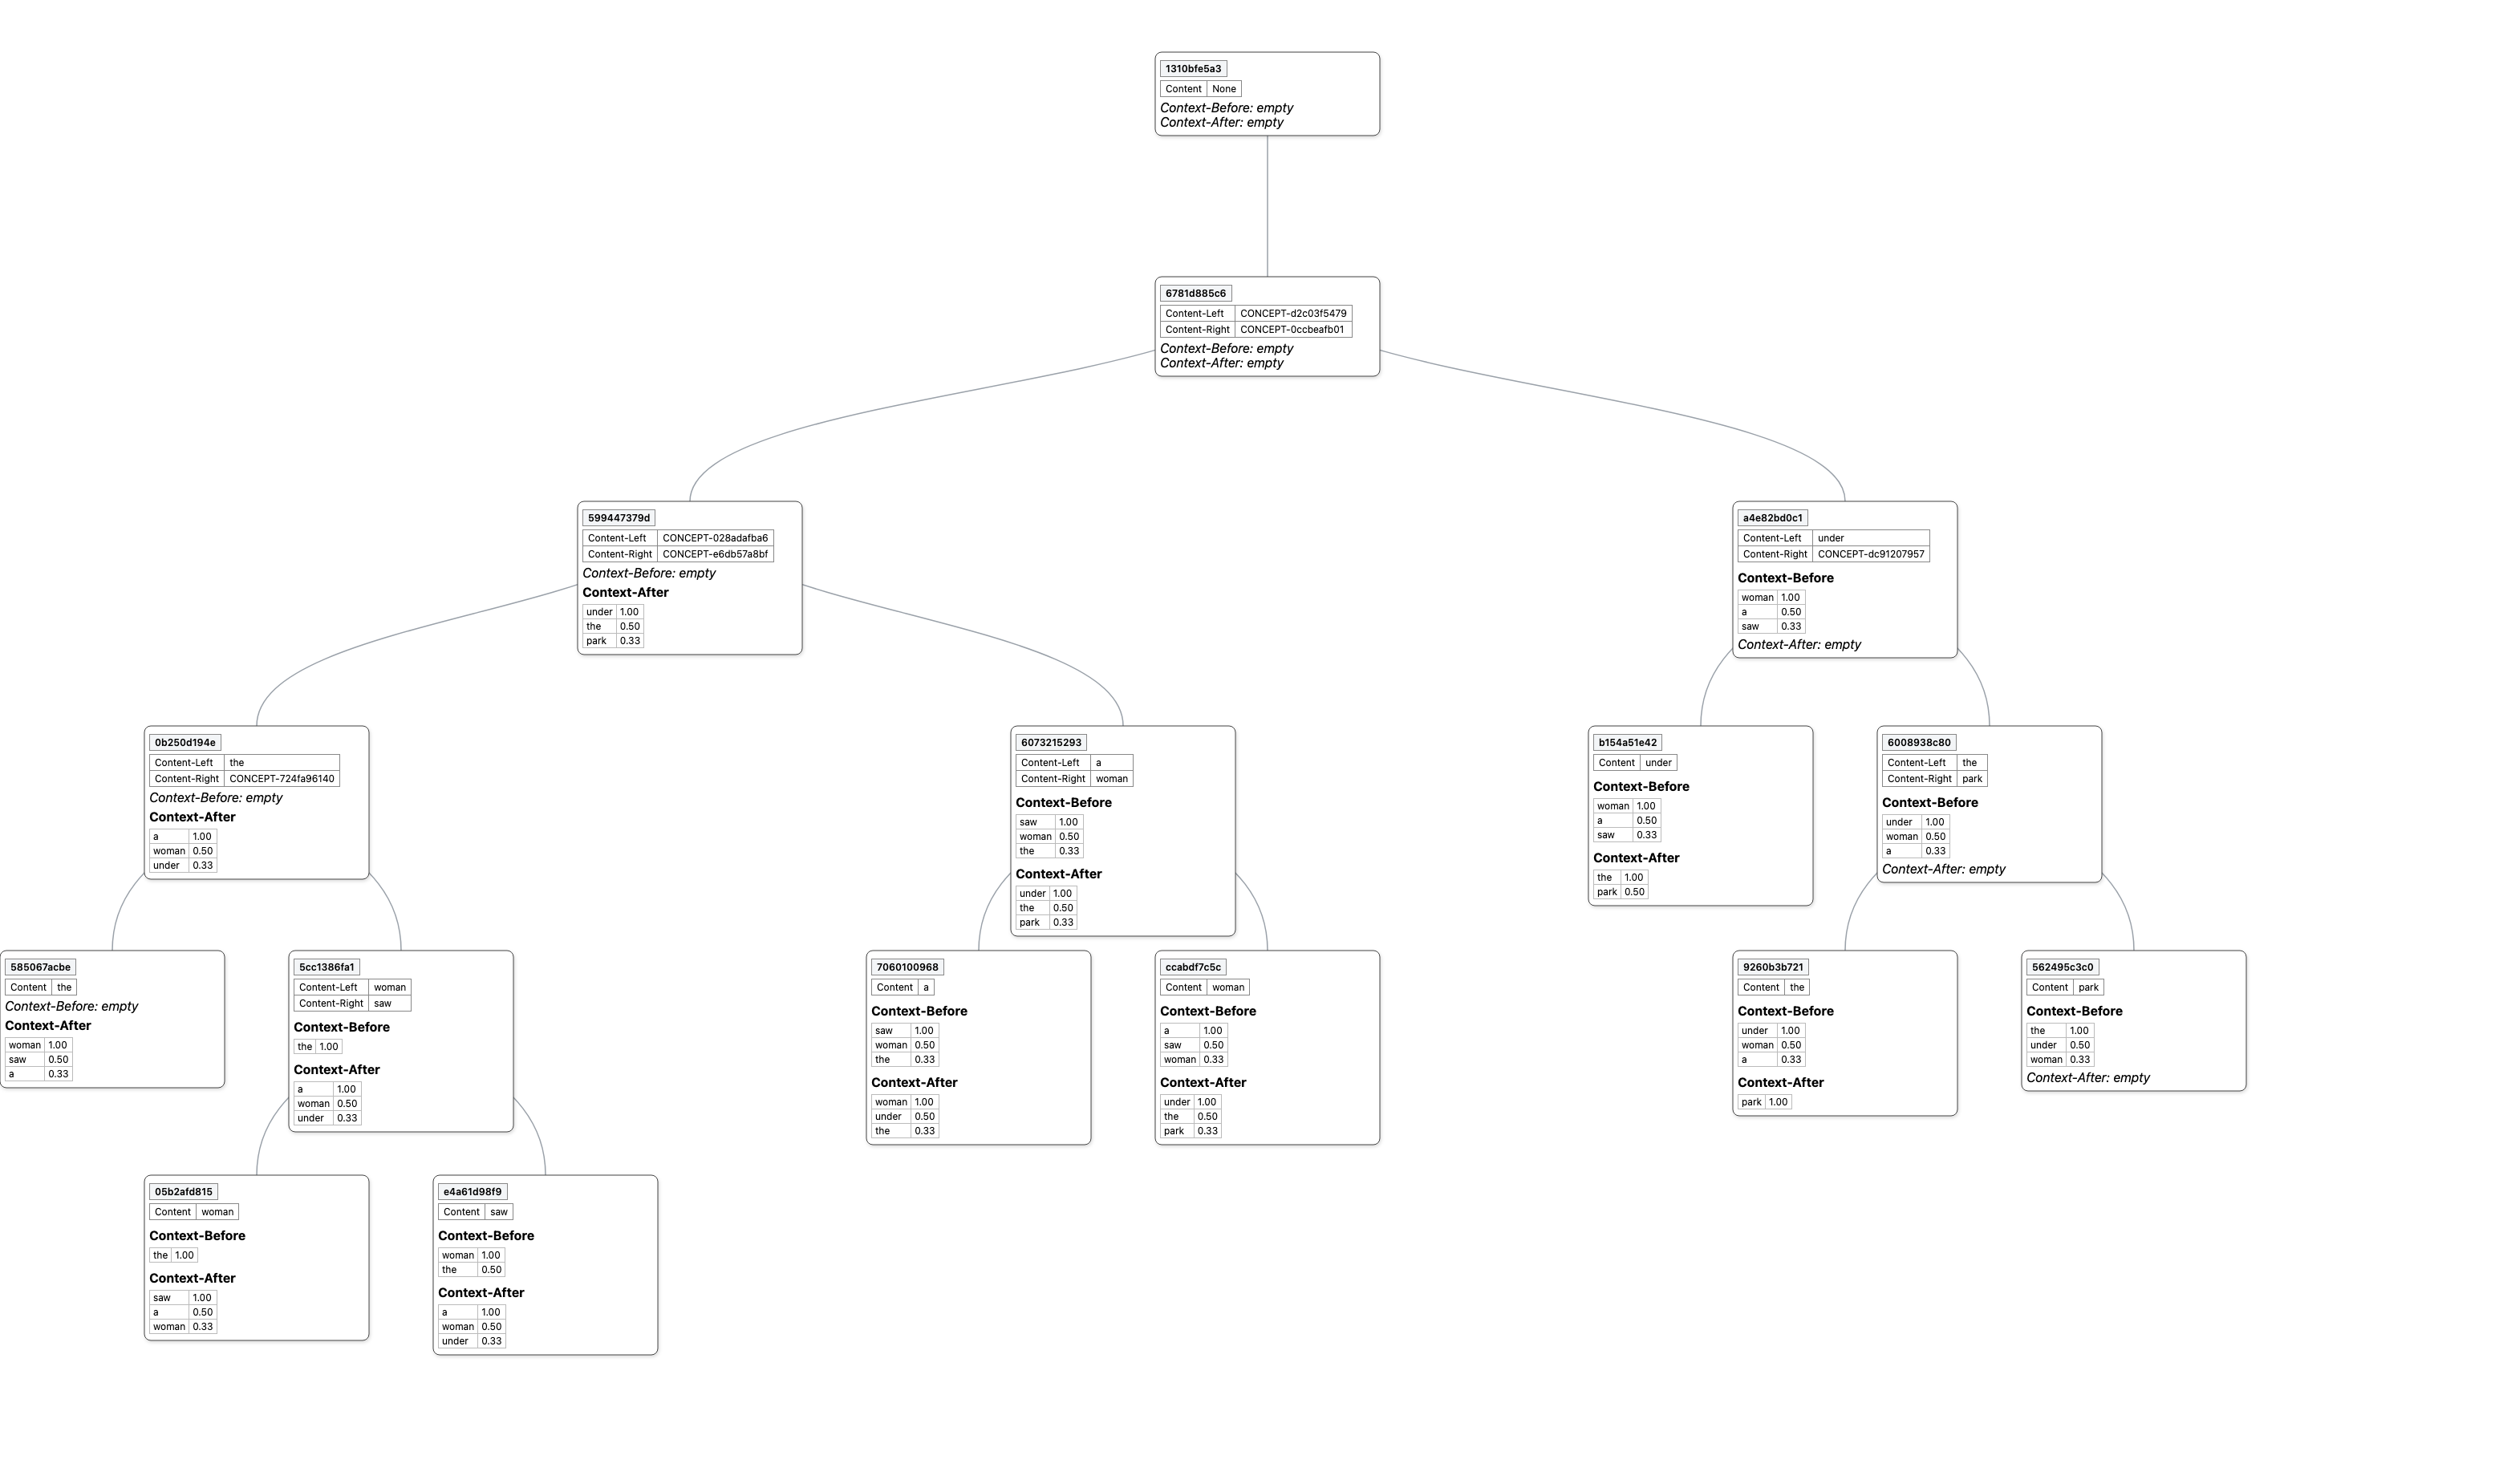 1310bfe5a3
Content None
Context-Before: empty
Context-After: empty
6781d885c6
Content-Left CONCEPT-d2c03f5479
Content-Right CONCEPT-0ccbeafb01
Context-Before: empty
Context-After: empty
599447379d
Content-Left CONCEPT-028adafba6
Content-Right CONCEPT-e6db57a8bf
Context-Before: empty
Context-After
under 1.00
the 0.50
park 0.33
a4e82bd0c1
Content-Left under
Content-Right CONCEPT-dc91207957
Context-Before
woman 1.00
a 0.50
saw 0.33
Context-After: empty
0b250d194e
Content-Left the
Content-Right CONCEPT-724fa96140
Context-Before: empty
Context-After
a 1.00
woman 0.50
under 0.33
6073215293
Content-Left a
Content-Right woman
Context-Before
saw 1.00
woman 0.50
the 0.33
Context-After
under 1.00
the 0.50
park 0.33
b154a51e42
Content under
Context-Before
woman 1.00
a 0.50
saw 0.33
Context-After
the 1.00
park 0.50
6008938c80
Content-Left the
Content-Right park
Context-Before
under 1.00
woman 0.50
a 0.33
Context-After: empty
585067acbe
Content the
Context-Before: empty
Context-After
woman 1.00
saw 0.50
a 0.33
5cc1386fa1
Content-Left woman
Content-Right saw
Context-Before
the 1.00
Context-After
a 1.00
woman 0.50
under 0.33
7060100968
Content a
Context-Before
saw 1.00
woman 0.50
the 0.33
Context-After
woman 1.00
under 0.50
the 0.33
ccabdf7c5c
Content woman
Context-Before
a 1.00
saw 0.50
woman 0.33
Context-After
under 1.00
the 0.50
park 0.33
9260b3b721
Content the
Context-Before
under 1.00
woman 0.50
a 0.33
Context-After
park 1.00
562495c3c0
Content park
Context-Before
the 1.00
under 0.50
woman 0.33
Context-After: empty
05b2afd815
Content woman
Context-Before
the 1.00
Context-After
saw 1.00
a 0.50
woman 0.33
e4a61d98f9
Content saw
Context-Before
woman 1.00
the 0.50
Context-After
a 1.00
woman 0.50
under 0.33